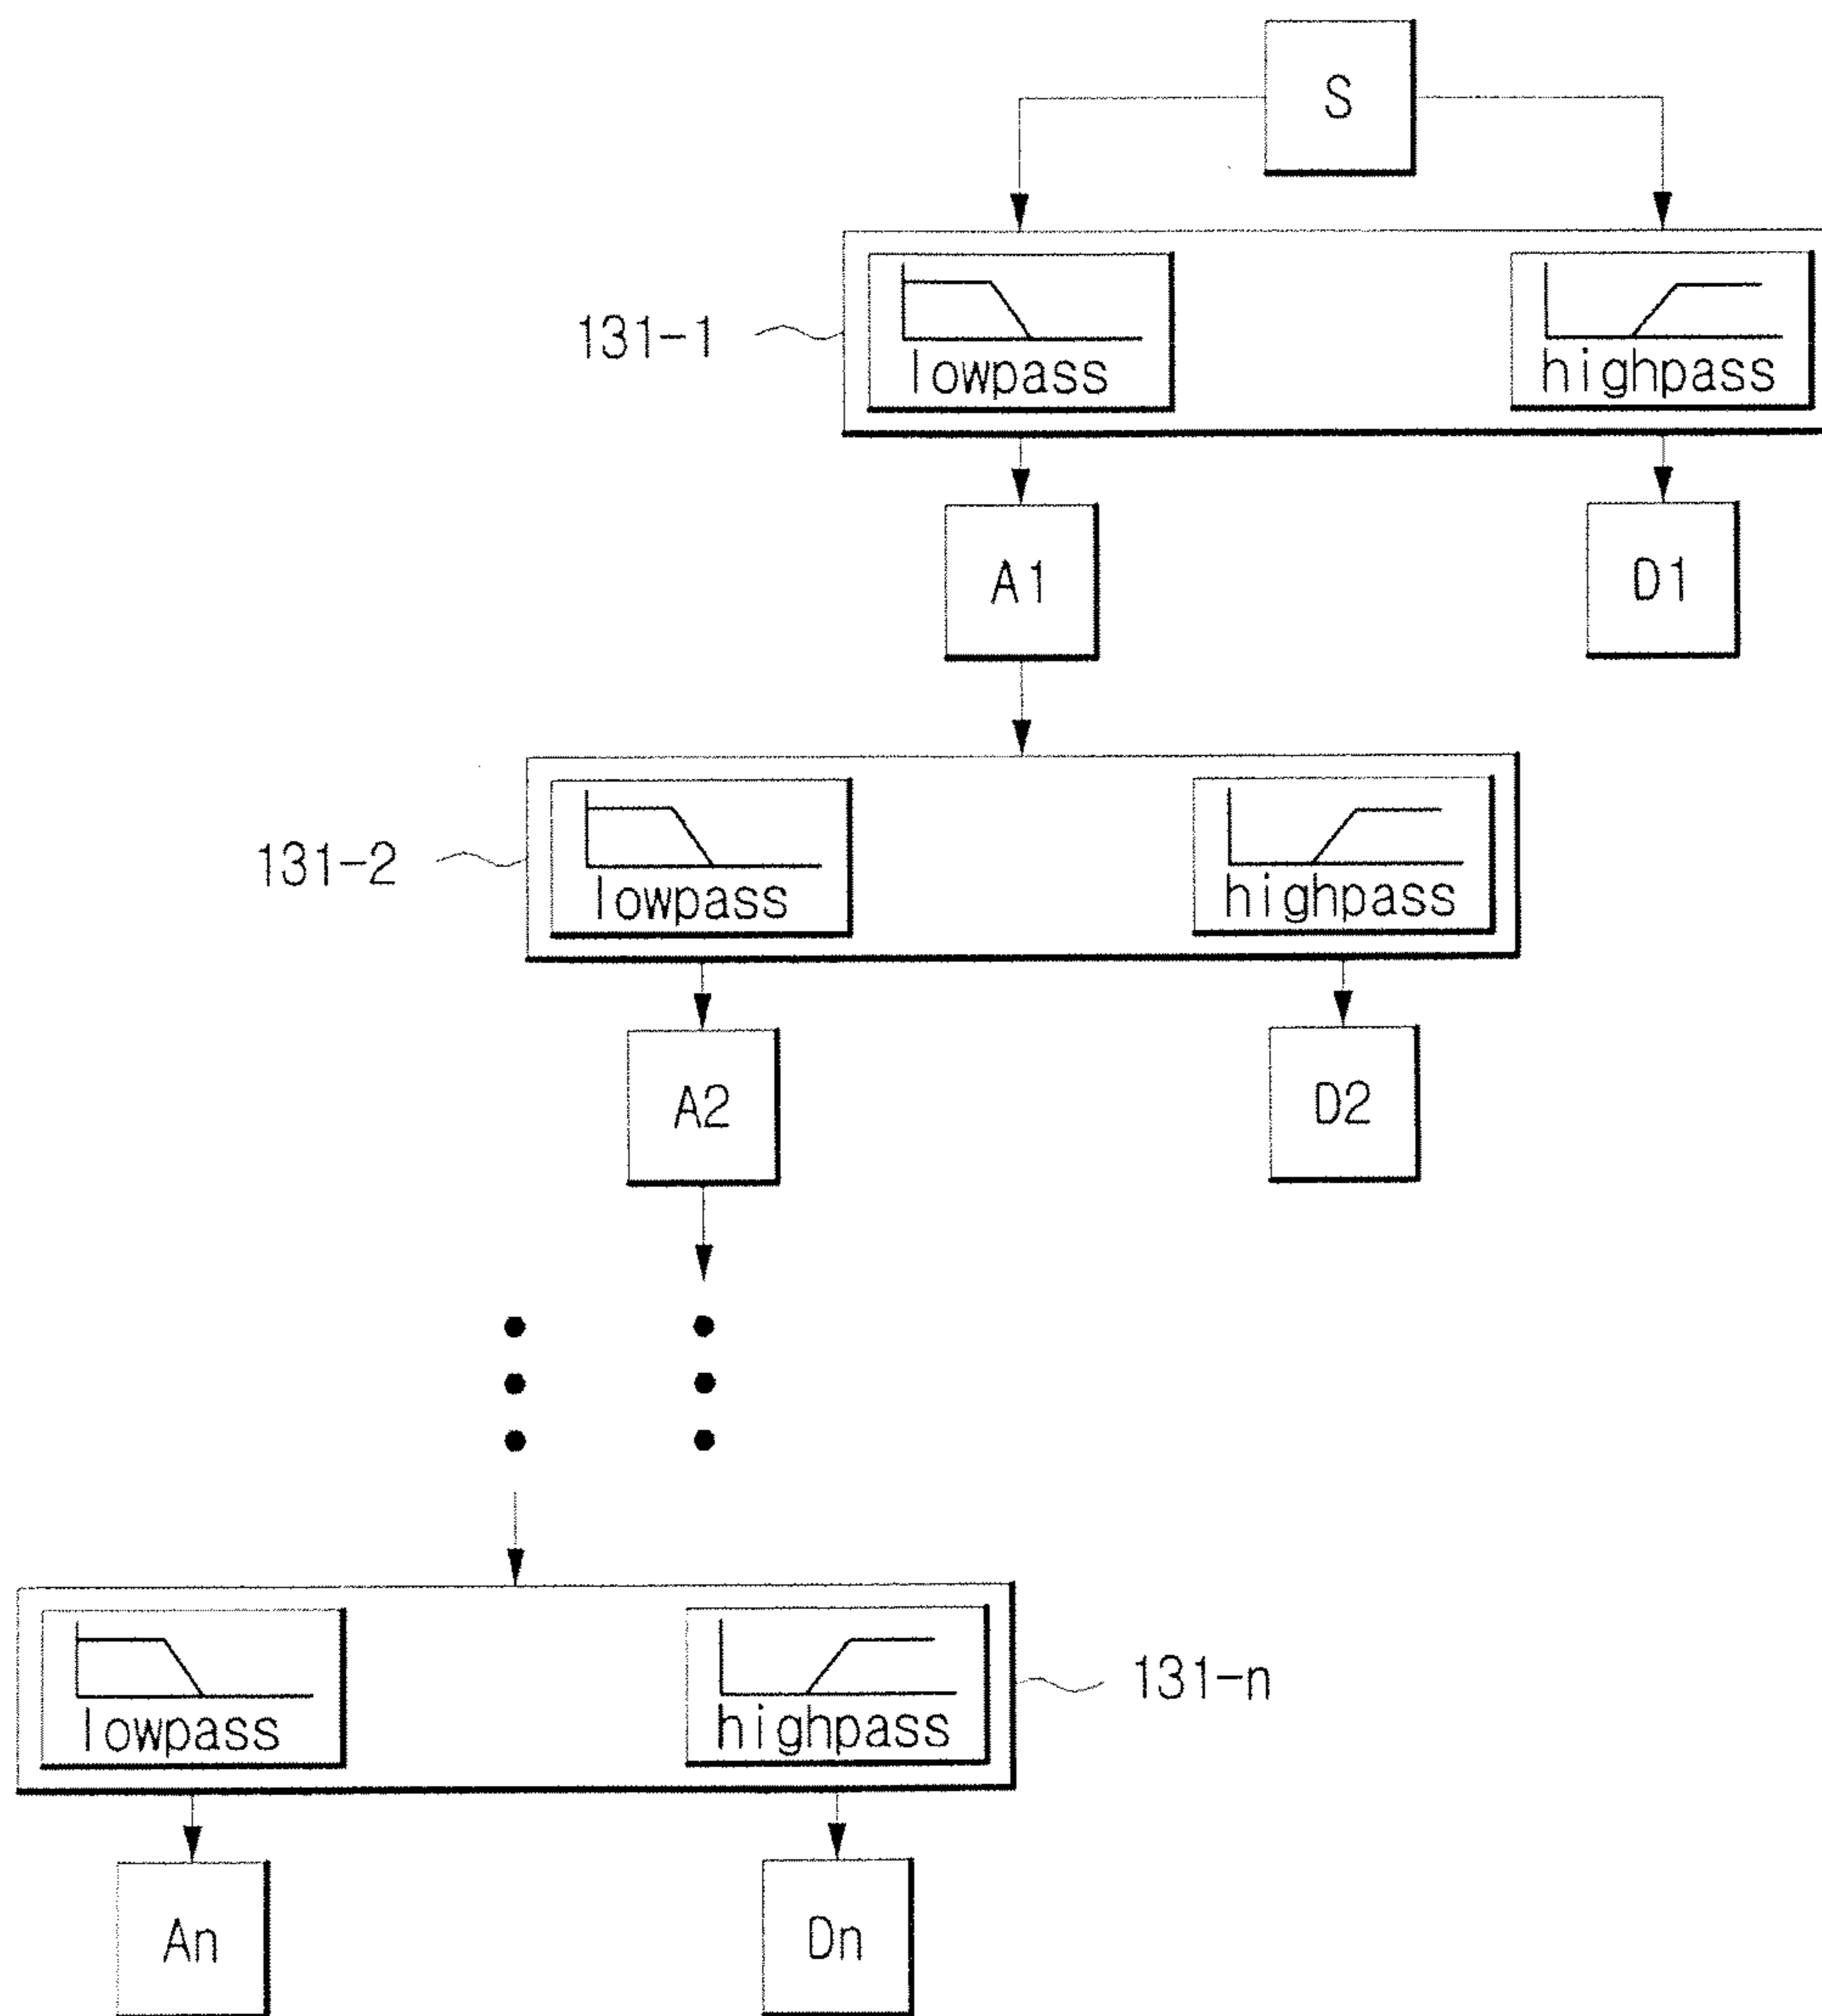 S
131-1
lowpass
highpass
A1
D1
131-2
lowpass
highpass
A2
D2
lowpass
highpass
131-n
An
Dn